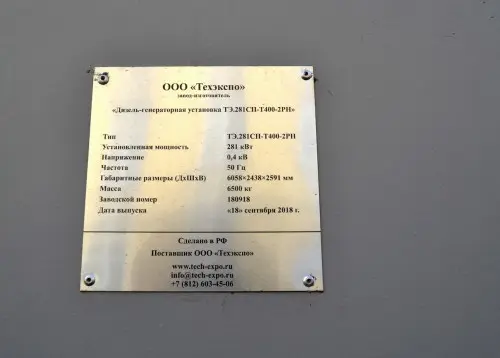 ООО «Техэкспо»
завод-изготовитель
«Дизель-генераторная установка ТЭ.281СП-Т400-2РН»
Тип ТЭ.281СП-Т400-2РН
Установленная мощность 281 кВт
Напряжение 0,4 кВ
Частота 50 Гц
Габаритные размеры (ДхШхВ) 6058×2438×2591 мм
Масса 6500 кг
Заводской номер 180918
Дата выпуска «18» сентября 2018 г.
Сделано в РФ
Поставщик ООО «Техэкспо»
www.tech-expo.ru
info@tech-expo.ru
+7 (812) 603-45-06